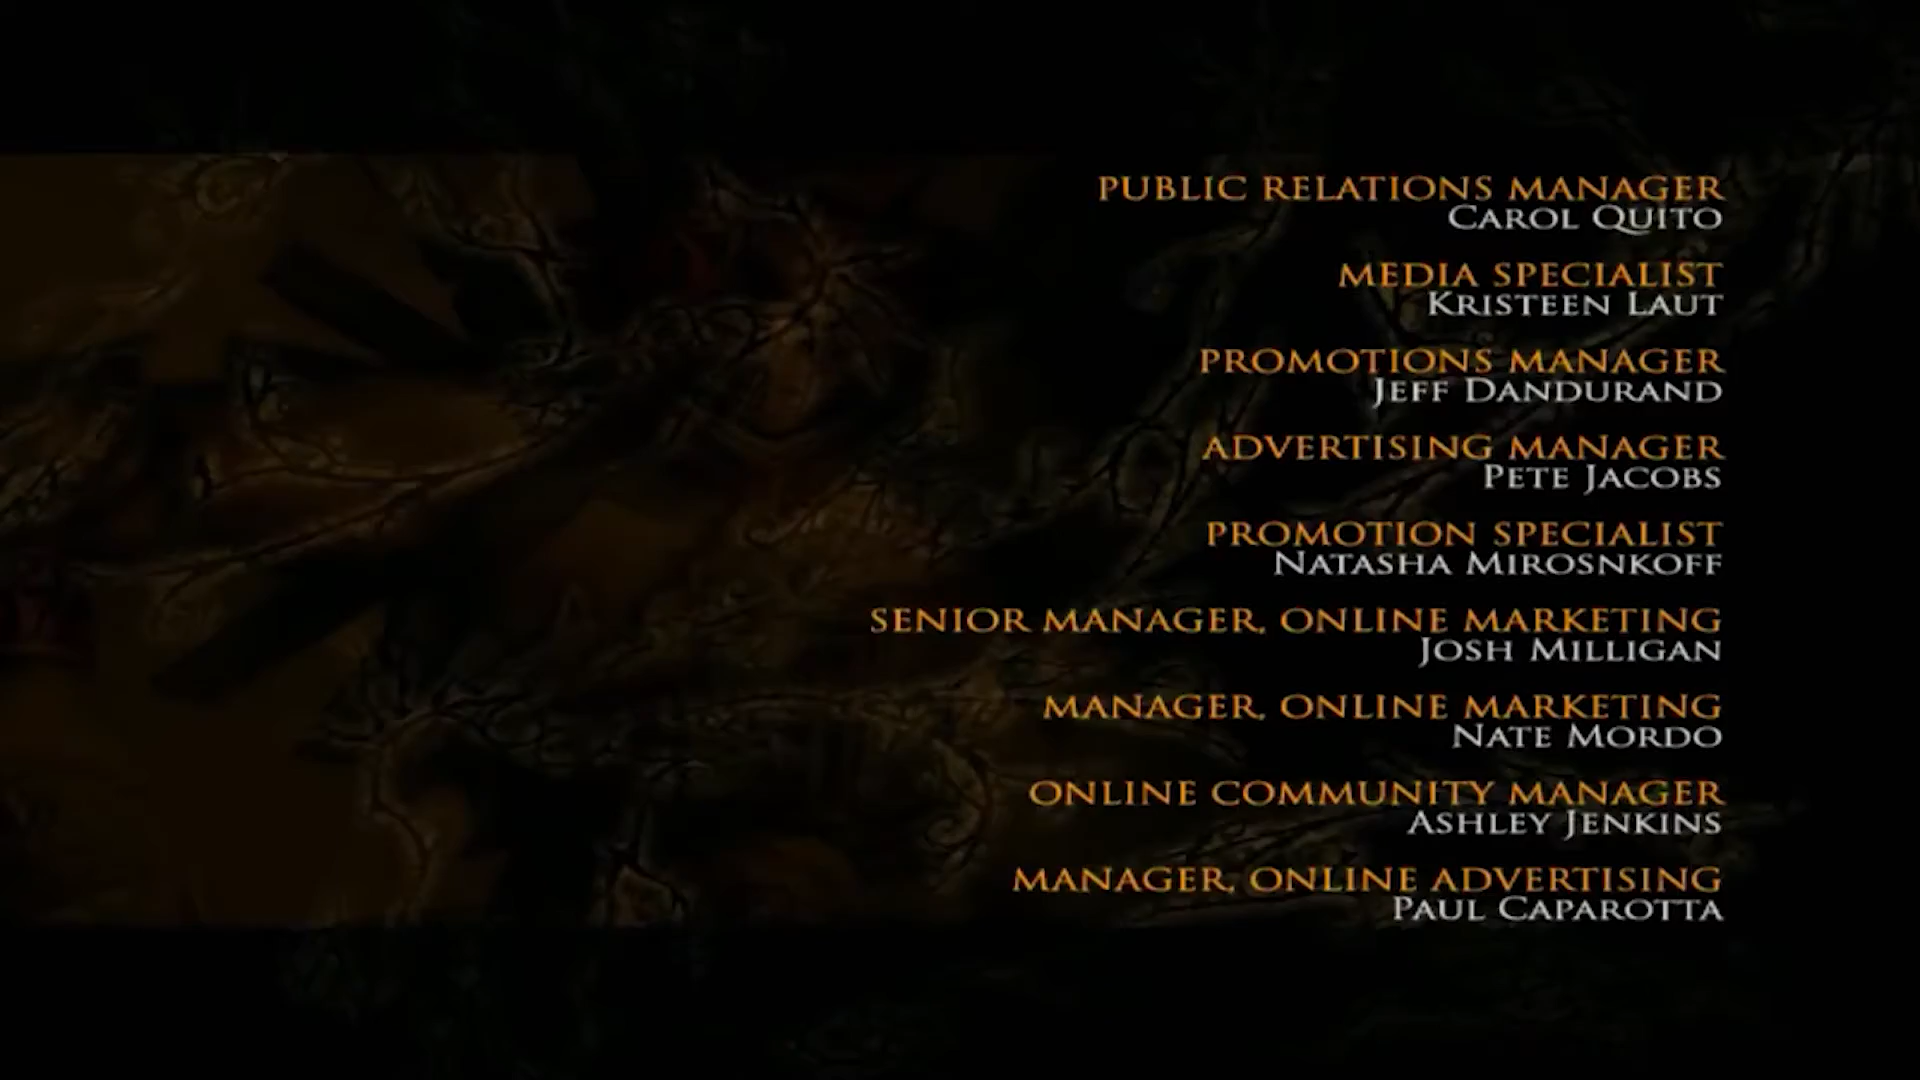 PUBLIC RELATIONS MANAGER
CAROL QUITO
MEDIA SPECIALIST
KRISTEEN LAUT
PROMOTIONS MANAGER
JEFF DANDURAND
ADVERTISING MANAGER
PETE JACOBS
PROMOTION SPECIALIST
NATASHA MIROSNKOFF
SENIOR MANAGER, ONLINE MARKETING
JOSH MILLIGAN
MANAGER, ONLINE MARKETING
NATE MORDO
ONLINE COMMUNITY MANAGER
ASHLEY JENKINS
MANAGER, ONLINE ADVERTISING
PAUL CAPAROTTA